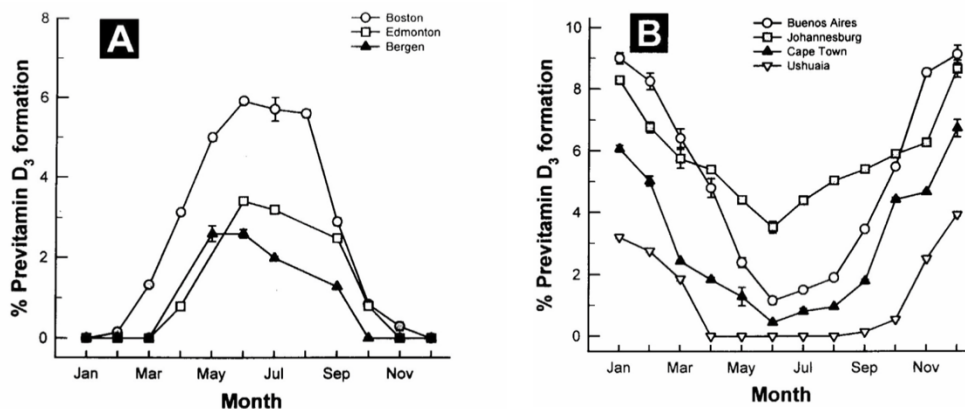 A
Boston
Edmonton
Bergen
% Previtamin D3 formation
8
6
4
2
0
Jan Mar May Jul Sep Nov
Month
B
Buenos Aires
Johannesburg
Cape Town
Ushuaia
% Previtamin D3 formation
10
8
6
4
2
0
Jan Mar May Jul Sep Nov
Month